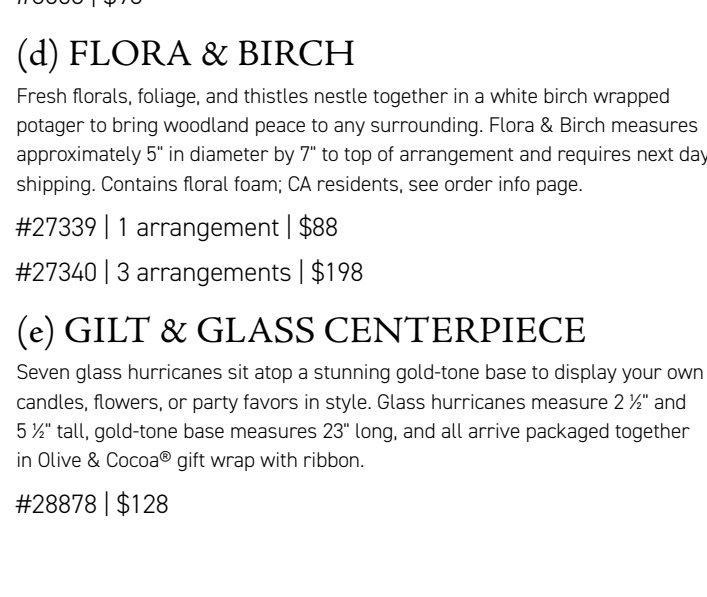 (d) FLORA & BIRCH
Fresh florals, foliage, and thistles nestle together in a white birch wrapped
potager to bring woodland peace to any surrounding. Flora & Birch measures
approximately 5" in diameter by 7" to top of arrangement and requires next day
shipping. Contains floral foam; CA residents, see order info page.
#27339 | 1 arrangement | $88
#27340 | 3 arrangements | $198
(e) GILT & GLASS CENTERPIECE
Seven glass hurricanes sit atop a stunning gold-tone base to display your own
candles, flowers, or party favors in style. Glass hurricanes measure 2 ½" and
5 ½" tall, gold-tone base measures 23" long, and all arrive packaged together
in Olive & Cocoa® gift wrap with ribbon.
#28878 | $128